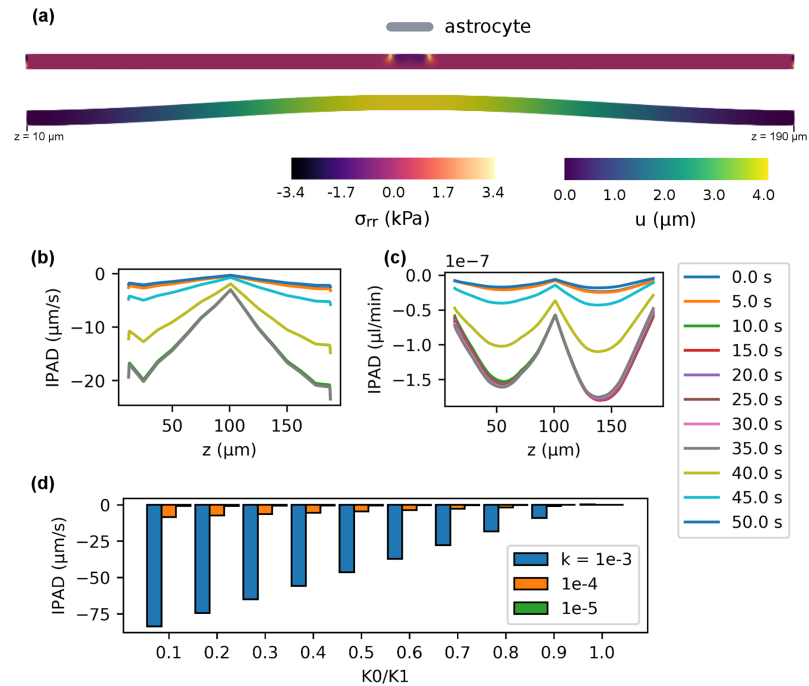 (a)
astrocyte
z = 10 µm
z = 190 µm
-3.4 -1.7 0.0 1.7 3.4
σrr (kPa)
0.0 1.0 2.0 3.0 4.0
u (µm)
(b)
0
−10
−20
IPAD (µm/s)
50 100 150
z (µm)
(c)
1e−7
0.0
−0.5
−1.0
−1.5
IPAD (µl/min)
50 100 150
z (µm)
0.0 s
5.0 s
10.0 s
15.0 s
20.0 s
25.0 s
30.0 s
35.0 s
40.0 s
45.0 s
50.0 s
(d)
0
−25
−50
−75
IPAD (µm/s)
k = 1e-3
1e-4
1e-5
0.1 0.2 0.3 0.4 0.5 0.6 0.7 0.8 0.9 1.0
K0/K1